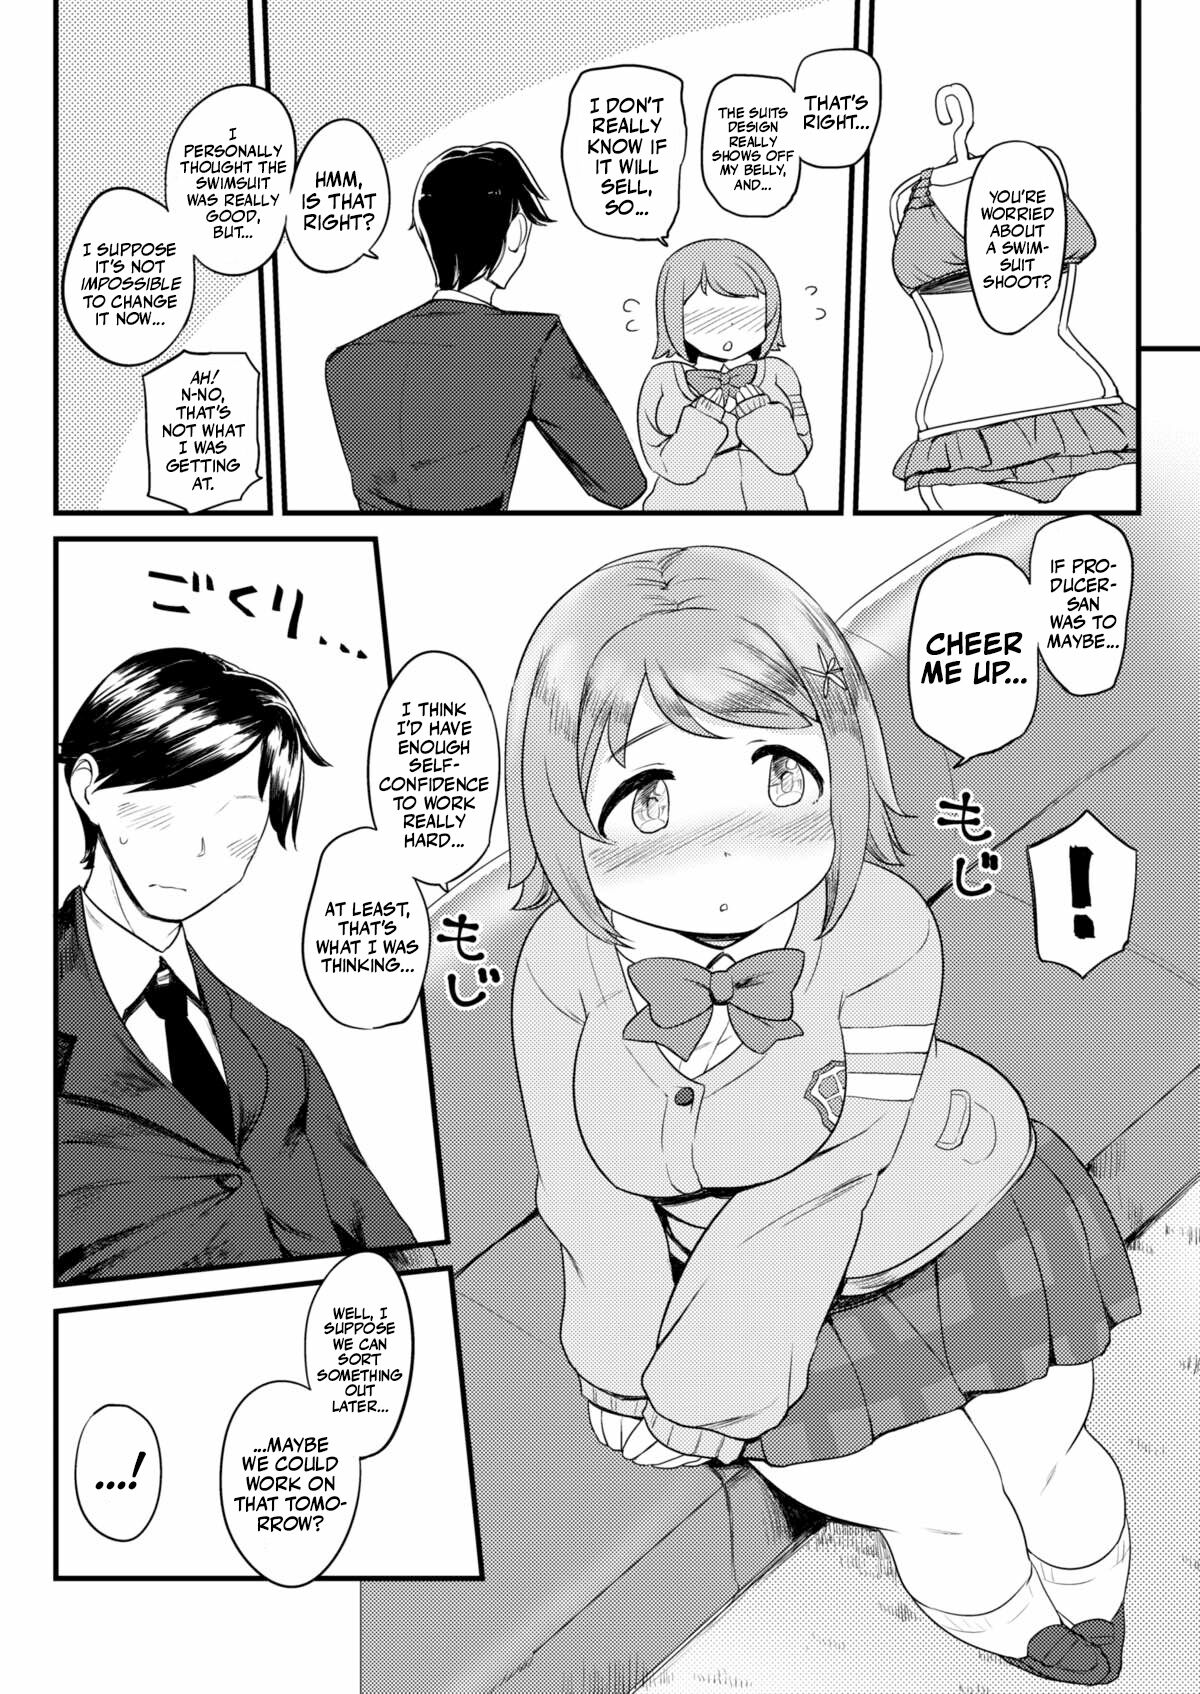 YOU'RE
WORRIED
ABOUT
A SWIM-
SUIT
SHOOT?
THAT'S
RIGHT...
THE SUITS
DESIGN
REALLY
SHOWS OFF
MY BELLY,
AND...
I DON'T
REALLY
KNOW IF
IT WILL
SELL,
SO...
HMM,
IS THAT
RIGHT?
I
PERSONALLY
THOUGHT THE
SWIMSUIT
WAS REALLY
GOOD,
BUT...
I SUPPOSE
IT'S NOT
IMPOSSIBLE
TO CHANGE
IT NOW...
AH!
N-NO,
THAT'S
NOT WHAT
I WAS
GETTING
AT.
IF PRO-
DUCER-
SAN
WAS TO
MAYBE...
CHEER
ME UP...
もじ
!
もじ
I THINK
I'D HAVE
ENOUGH
SELF-
CONFIDENCE
TO WORK
REALLY
HARD...
AT LEAST,
THAT'S
WHAT I WAS
THINKING...
ごくり...
WELL, I
SUPPOSE
WE CAN
SORT
SOMETHING
OUT
LATER...
...MAYBE
WE COULD
WORK ON
THAT TOMO-
RROW?
....!